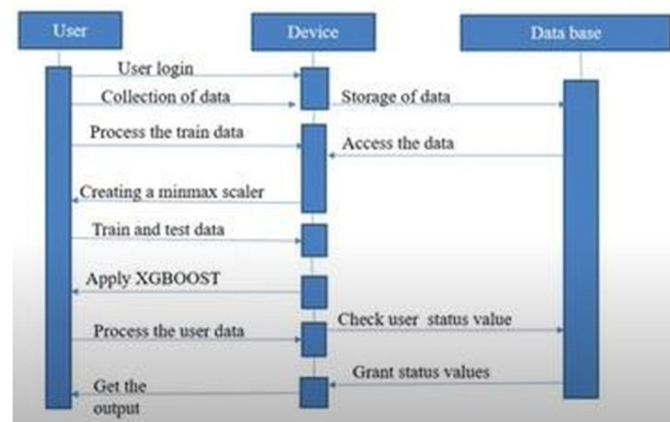 User
Device
Data base
User login
Collection of data
Storage of data
Process the train data
Access the data
Creating a minmax scaler
Train and test data
Apply XGBOOST
Check user status value
Process the user data
Grant status values
Get the
output